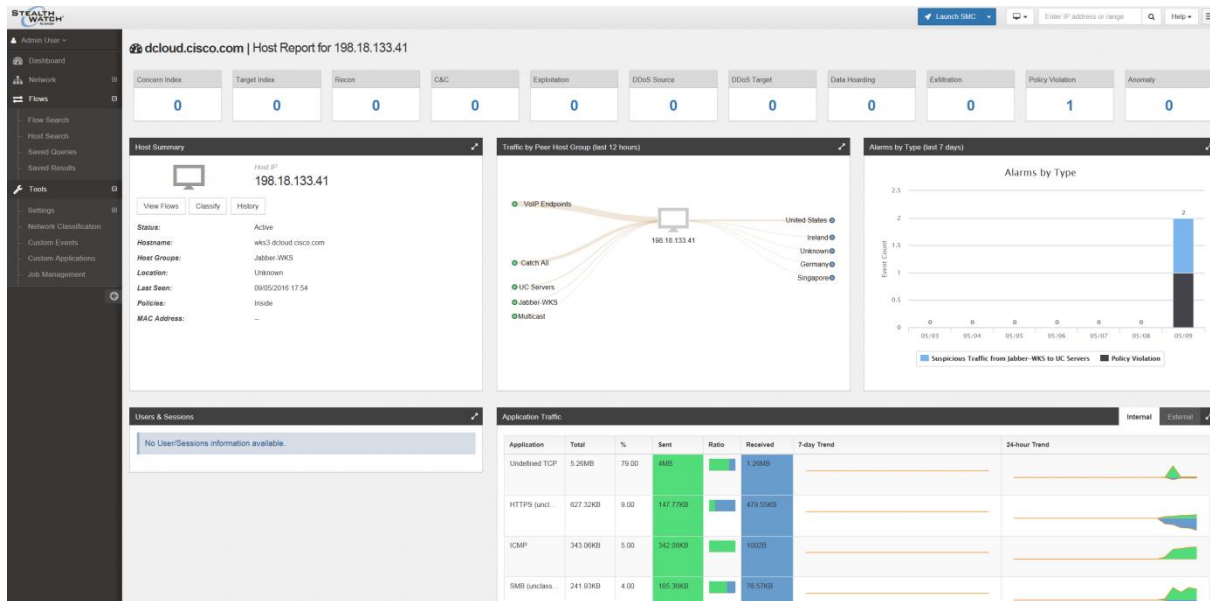 STEALTH
WATCH
Launch SMC
Enter IP address or range
Help
Admin User
Dashboard
Network
Flows
Flow Search
Host Search
Saved Queries
Saved Results
Tools
Settings
Network Classification
Custom Events
Custom Applications
Job Management
dcloud.cisco.com | Host Report for 198.18.133.41
Concern Index Target Index Recon C&C Exploitation DDoS Source DDoS Target Data Hoarding Exfiltration Policy Violation Anomaly
0 0 0 0 0 0 0 0 0 1 0
Host Summary
Host IP
198.18.133.41
View Flows Classify History
Status: Active
Hostname: wks3.dcloud.cisco.com
Host Groups: Jabber-WKS
Location: Unknown
Last Seen: 09/05/2016 17:54
Policies: Inside
MAC Address: --
Traffic by Peer Host Group (last 12 hours)
VoIP Endpoints
Catch All
UC Servers
Jabber-WKS
Multicast
198.18.133.41
United States
Ireland
Unknown
Germany
Singapore
Alarms by Type (last 7 days)
Alarms by Type
Event Count
2.5
2
1.5
1
0.5
0
0 0 0 0 0 0 2
05/03 05/04 05/05 05/06 05/07 05/08 05/09
Suspicious Traffic from Jabber-WKS to UC Servers Policy Violation
Users & Sessions
No User/Sessions information available.
Application Traffic
Internal External
Application Total % Sent Ratio Received 7-day Trend 24-hour Trend
Undefined TCP 5.26MB 79.00 4MB 1.26MB
HTTPS (uncl... 627.32KB 9.00 147.77KB 479.55KB
ICMP 343.06KB 5.00 342.08KB 1002B
SMB (unclass... 241.93KB 4.00 165.36KB 76.57KB